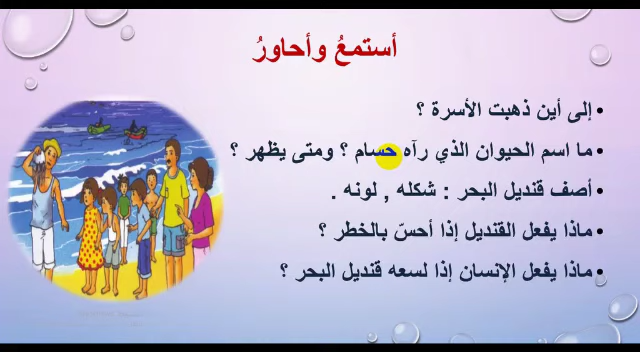 أستمعُ وأحاورُ
• إلى أين ذهبت الأسرة ؟
• ما اسم الحيوان الذي رآه حسام ؟ ومتى يظهر ؟
• أصف قنديل البحر : شكله , لونه .
• ماذا يفعل القنديل إذا أحسّ بالخطر ؟
• ماذا يفعل الإنسان إذا لسعه قنديل البحر ؟